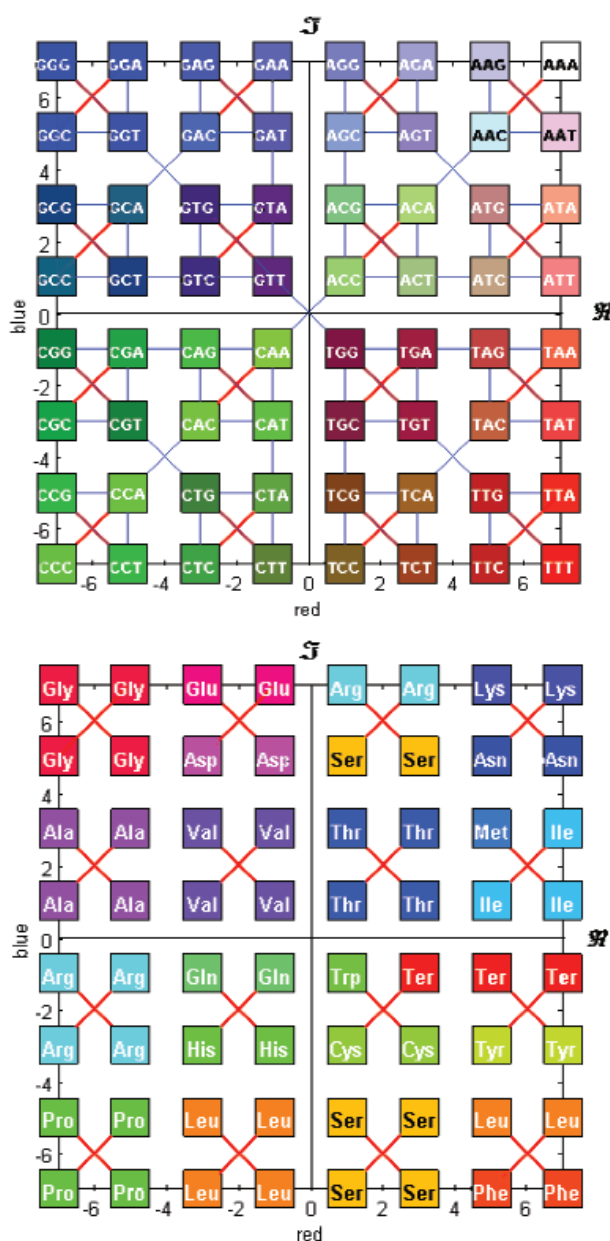 ℑ
GGG GGA GAG GAA AGG AGA AAG AAA
6
GGC GGT GAC GAT AGC AGT AAC AAT
4
GCG GCA GTG GTA ACG ACA ATG ATA
2
GCC GCT GTC GTT ACC ACT ATC ATT
blue
0
ℜ
CGG CGA CAG CAA TGG TGA TAG TAA
-2
CGC CGT CAC CAT TGC TGT TAC TAT
-4
CCG CCA CTG CTA TCG TCA TTG TTA
-6
CCC CCT CTC CTT TCC TCT TTC TTT
-6 -4 -2 0 2 4 6
red
ℑ
Gly Gly Glu Glu Arg Arg Lys Lys
6
Gly Gly Asp Asp Ser Ser Asn Asn
4
Ala Ala Val Val Thr Thr Met Ile
2
Ala Ala Val Val Thr Thr Ile Ile
blue
0
ℜ
Arg Arg Gln Gln Trp Ter Ter Ter
-2
Arg Arg His His Cys Cys Tyr Tyr
-4
Pro Pro Leu Leu Ser Ser Leu Leu
-6
Pro Pro Leu Leu Ser Ser Phe Phe
-6 -4 -2 0 2 4 6
red